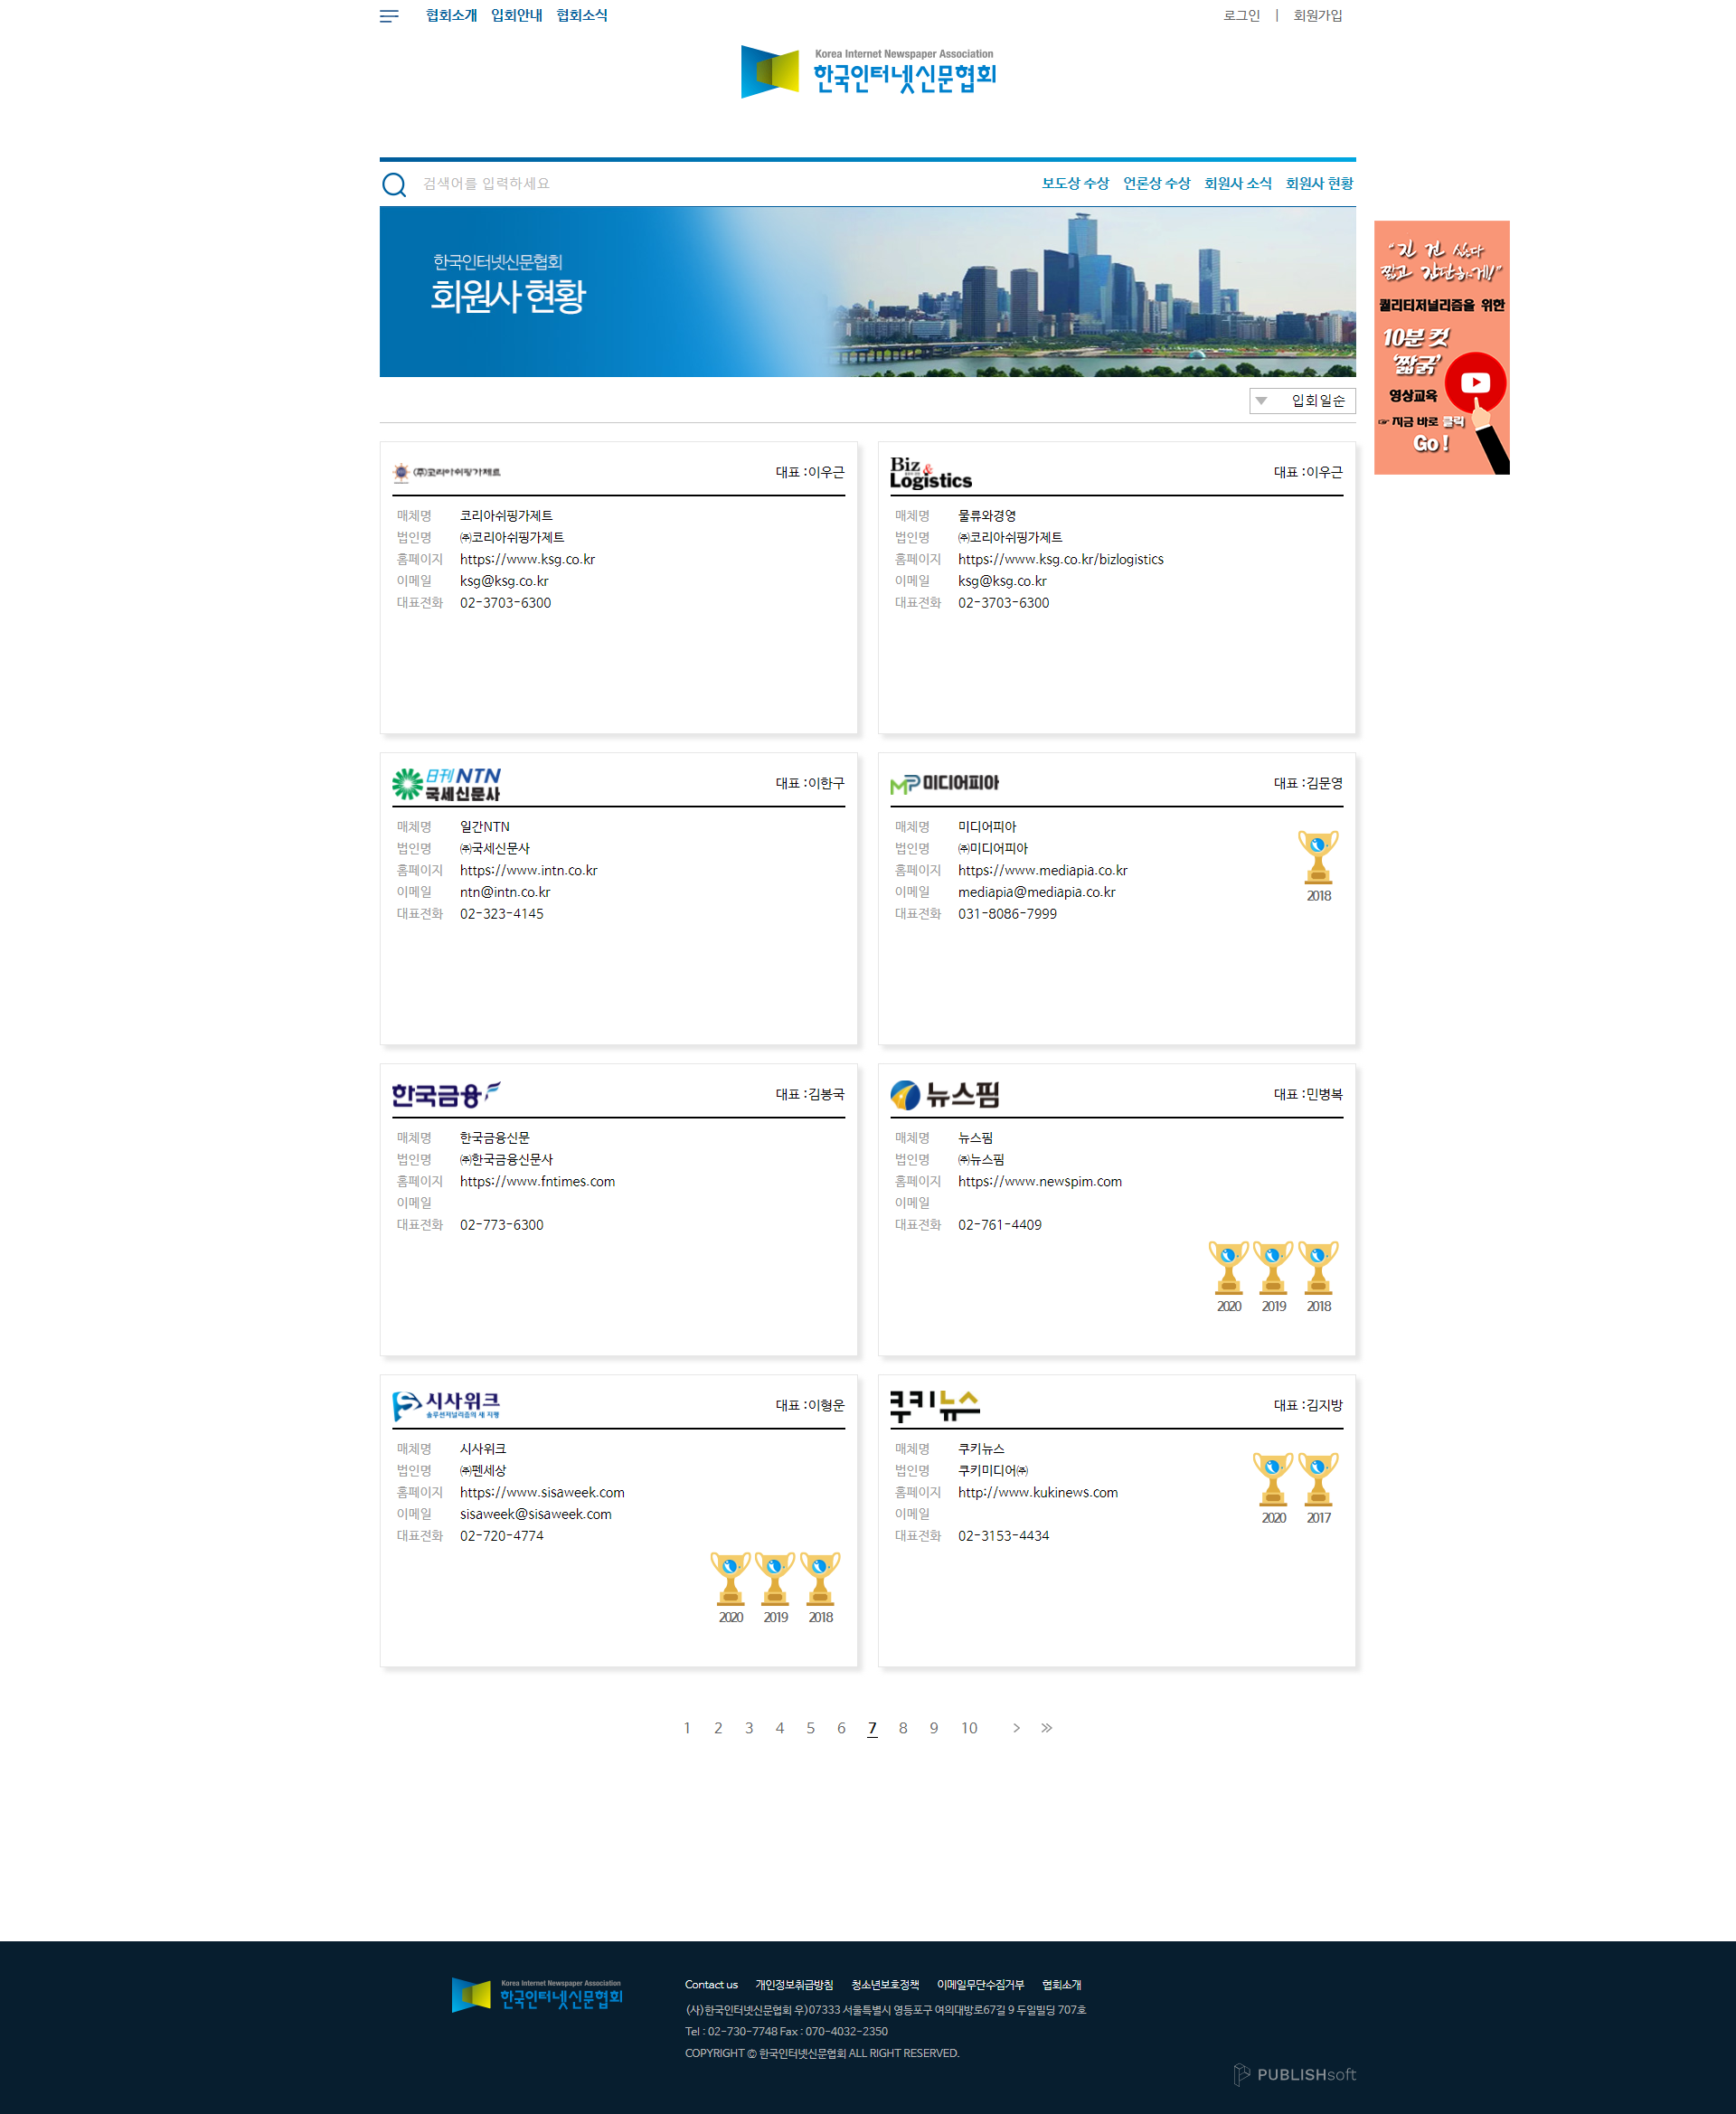 협회소개 입회안내 협회소식
로그인 | 회원가입
Korea Internet Newspaper Association
한국인터넷신문협회
검색어를 입력하세요
보도상 수상 언론상 수상 회원사 소식 회원사 현황
한국인터넷신문협회
회원사 현황
"긴 건 싫다
짧고 간단하게!"
퀄리티저널리즘을 위한
10분 컷
'짧굵'
영상교육
☞ 지금 바로 클릭
Go !
입회일순
(주)코리아쉬핑가제트
대표 :이우근
매체명 코리아쉬핑가제트
법인명 ㈜코리아쉬핑가제트
홈페이지 https://www.ksg.co.kr
이메일 ksg@ksg.co.kr
대표전화 02-3703-6300
Biz &
Logistics
대표 :이우근
매체명 물류와경영
법인명 ㈜코리아쉬핑가제트
홈페이지 https://www.ksg.co.kr/bizlogistics
이메일 ksg@ksg.co.kr
대표전화 02-3703-6300
日刊 NTN
국세신문사
대표 :이한구
매체명 일간NTN
법인명 ㈜국세신문사
홈페이지 https://www.intn.co.kr
이메일 ntn@intn.co.kr
대표전화 02-323-4145
MP 미디어피아
대표 :김문영
매체명 미디어피아
법인명 ㈜미디어피아
홈페이지 https://www.mediapia.co.kr
이메일 mediapia@mediapia.co.kr
대표전화 031-8086-7999
2018
한국금융
대표 :김봉국
매체명 한국금융신문
법인명 ㈜한국금융신문사
홈페이지 https://www.fntimes.com
이메일
대표전화 02-773-6300
뉴스핌
대표 :민병복
매체명 뉴스핌
법인명 ㈜뉴스핌
홈페이지 https://www.newspim.com
이메일
대표전화 02-761-4409
2020 2019 2018
시사위크
솔루션저널리즘의 새 지평
대표 :이형운
매체명 시사위크
법인명 ㈜펜세상
홈페이지 https://www.sisaweek.com
이메일 sisaweek@sisaweek.com
대표전화 02-720-4774
2020 2019 2018
쿠키뉴스
대표 :김지방
매체명 쿠키뉴스
법인명 쿠키미디어㈜
홈페이지 http://www.kukinews.com
이메일
대표전화 02-3153-4434
2020 2017
1 2 3 4 5 6 7 8 9 10 > »
Korea Internet Newspaper Association
한국인터넷신문협회
Contact us 개인정보취급방침 청소년보호정책 이메일무단수집거부 협회소개
(사)한국인터넷신문협회 우)07333 서울특별시 영등포구 여의대방로67길 9 두일빌딩 707호
Tel : 02-730-7748 Fax : 070-4032-2350
COPYRIGHT © 한국인터넷신문협회 ALL RIGHT RESERVED.
PUBLISHsoft